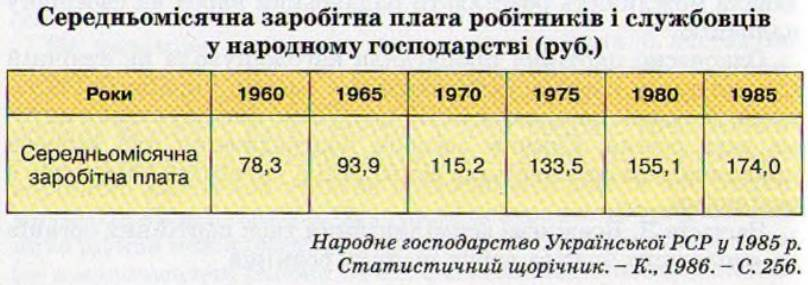 Середньомісячна заробітна плата робітників і службовців
у народному господарстві (руб.)
Роки 1960 1965 1970 1975 1980 1985
Середньомісячна
заробітна плата 78,3 93,9 115,2 133,5 155,1 174,0
Народне господарство Української РСР у 1985 р.
Статистичний щорічник. – К., 1986. – С. 256.